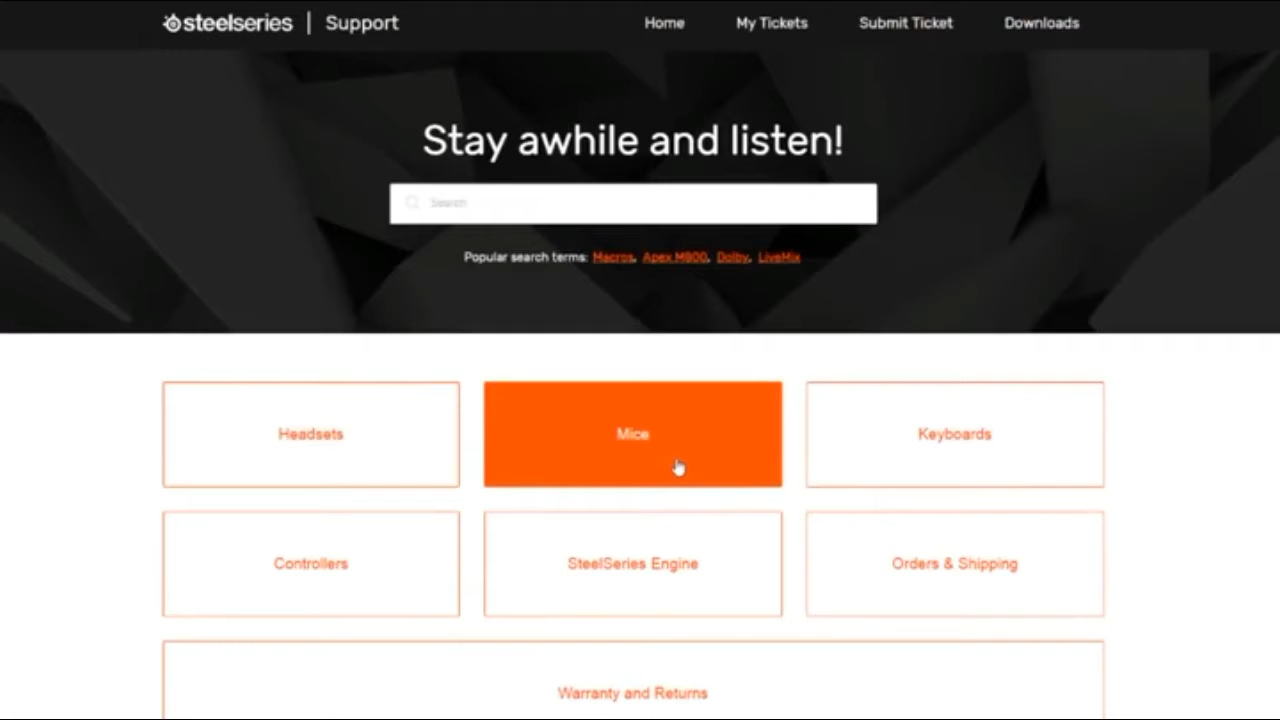 steelseries | Support
Home My Tickets Submit Ticket Downloads
Stay awhile and listen!
Search
Popular search terms: Macros, Apex M800, Dolby, LiveMix
Headsets Mice Keyboards
Controllers SteelSeries Engine Orders & Shipping
Warranty and Returns